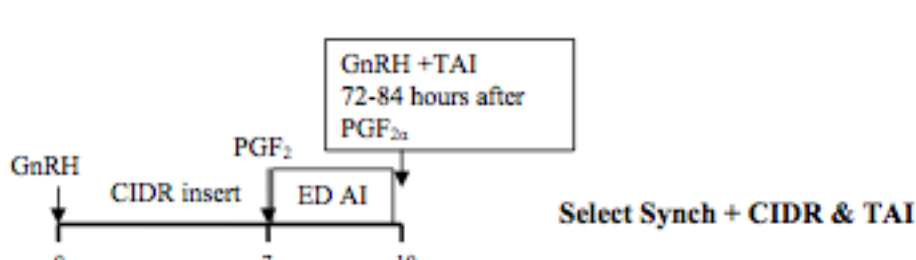 GnRH +TAI
72-84 hours after
PGF₂α
PGF₂
GnRH
CIDR insert
ED AI
Select Synch + CIDR & TAI